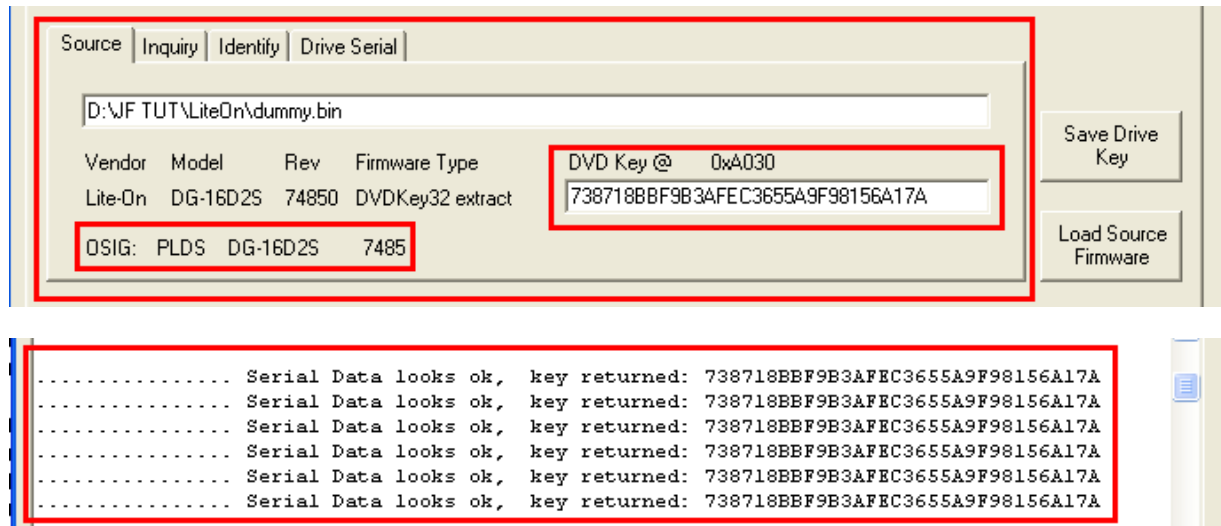 Source Inquiry Identify Drive Serial
D:\JF TUT\LiteOn\dummy.bin
Save Drive Key
Vendor Model Rev Firmware Type DVD Key @ 0xA030
Lite-On DG-16D2S 74850 DVDKey32 extract 738718BBF9B3AFEC3655A9F98156A17A
OSIG: PLDS DG-16D2S 7485
Load Source Firmware
................ Serial Data looks ok, key returned: 738718BBF9B3AFEC3655A9F98156A17A
................ Serial Data looks ok, key returned: 738718BBF9B3AFEC3655A9F98156A17A
................ Serial Data looks ok, key returned: 738718BBF9B3AFEC3655A9F98156A17A
................ Serial Data looks ok, key returned: 738718BBF9B3AFEC3655A9F98156A17A
................ Serial Data looks ok, key returned: 738718BBF9B3AFEC3655A9F98156A17A
................ Serial Data looks ok, key returned: 738718BBF9B3AFEC3655A9F98156A17A